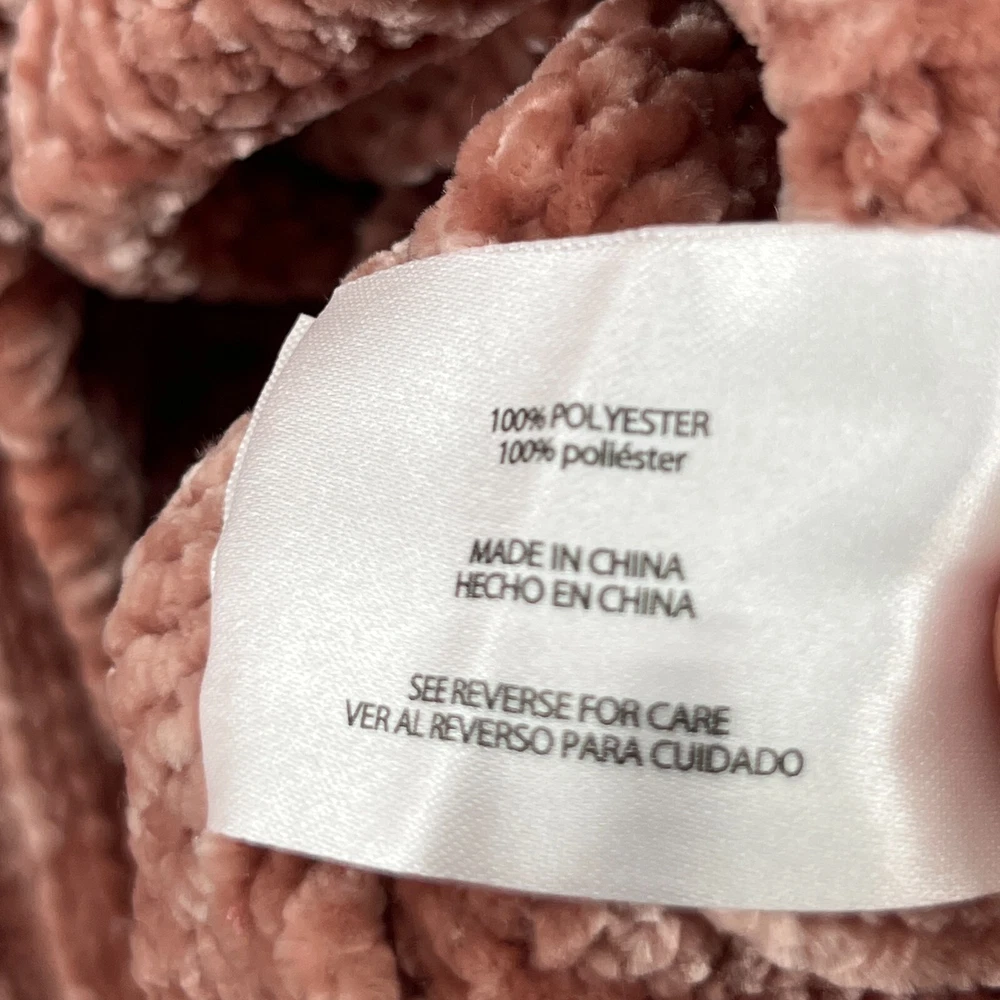 100% POLYESTER
100% poliéster
MADE IN CHINA
HECHO EN CHINA
SEE REVERSE FOR CARE
VER AL REVERSO PARA CUIDADO